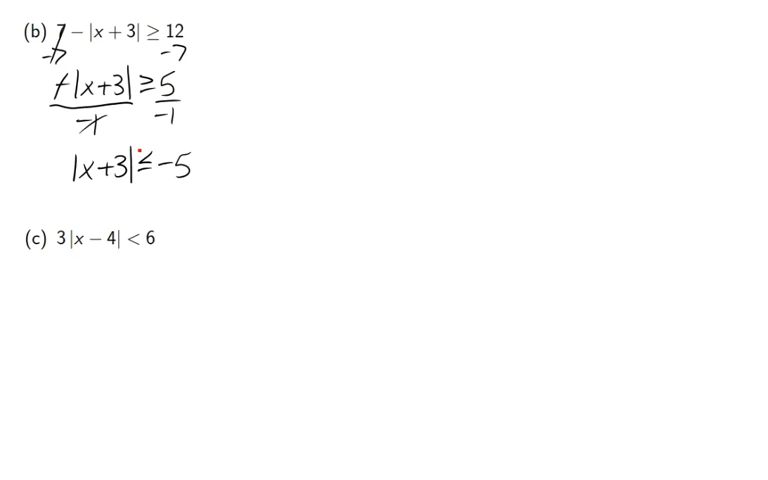 (b) 7 − |x + 3| ≥ 12
-7 -7
-|x+3| ≥ 5
-1 -1
|x+3| ≤ -5
(c) 3 |x − 4| < 6